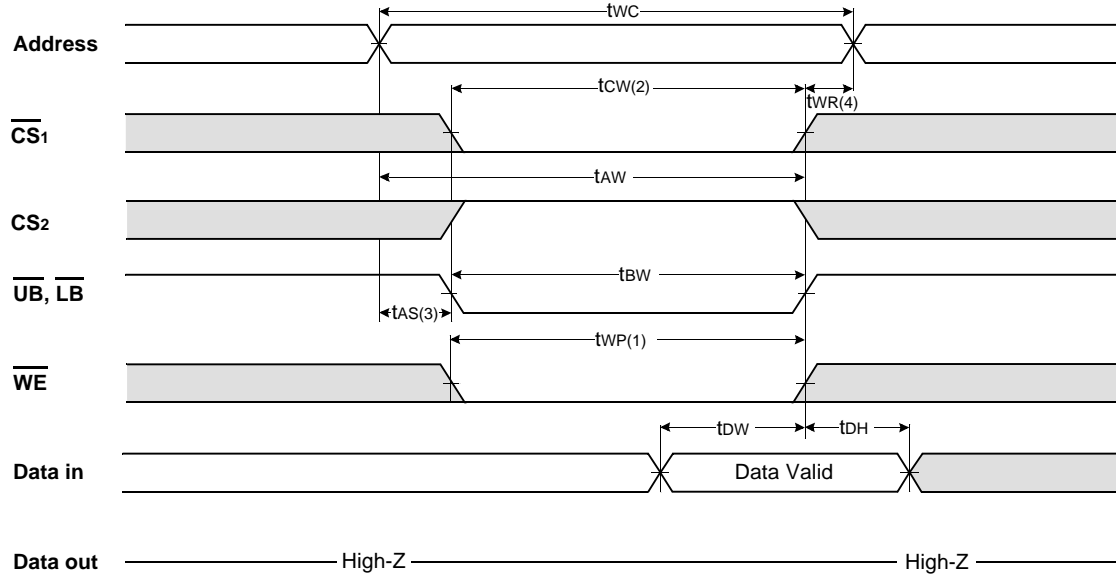 tWC
Address
tCW(2)
tWR(4)
CS1
tAW
CS2
tBW
UB, LB
tAS(3)
tWP(1)
WE
tDW tDH
Data in Data Valid
Data out High-Z High-Z